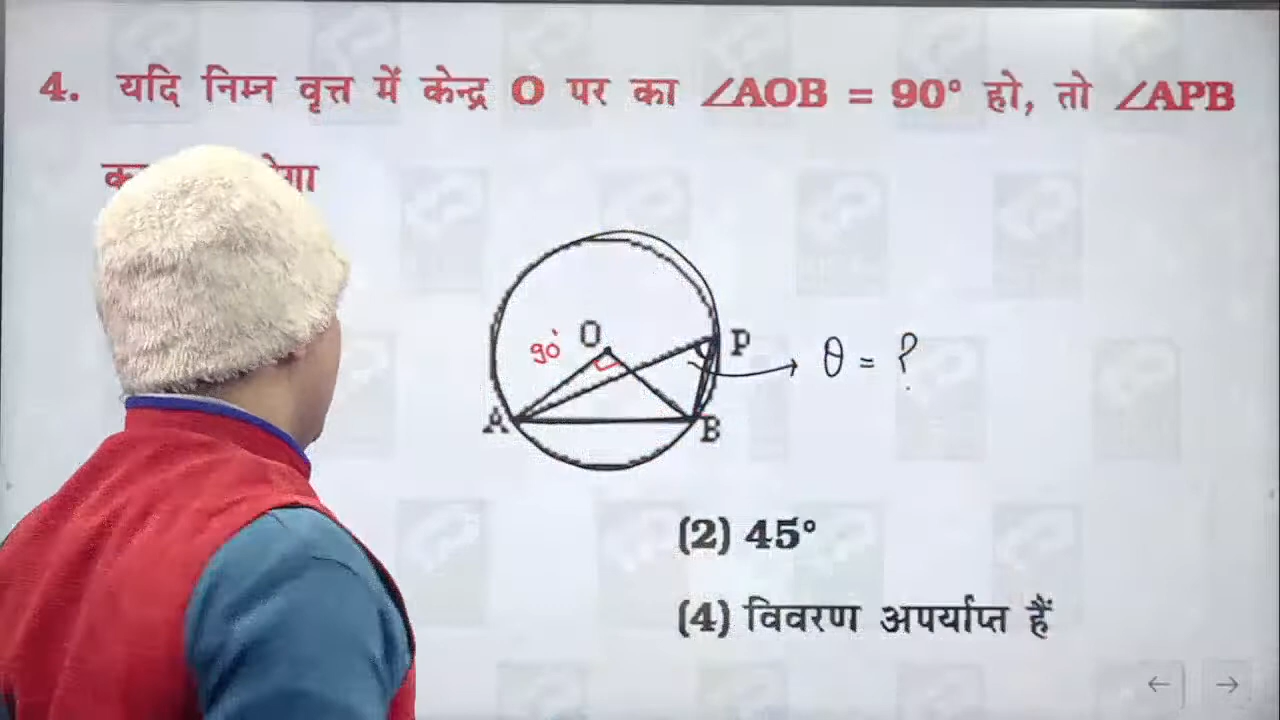 4. यदि निम्न वृत्त में केन्द्र O पर का ∠AOB = 90° हो, तो ∠APB
90°
O
P
θ = ?
A
B
(2) 45°
(4) विवरण अपर्याप्त हैं
← →